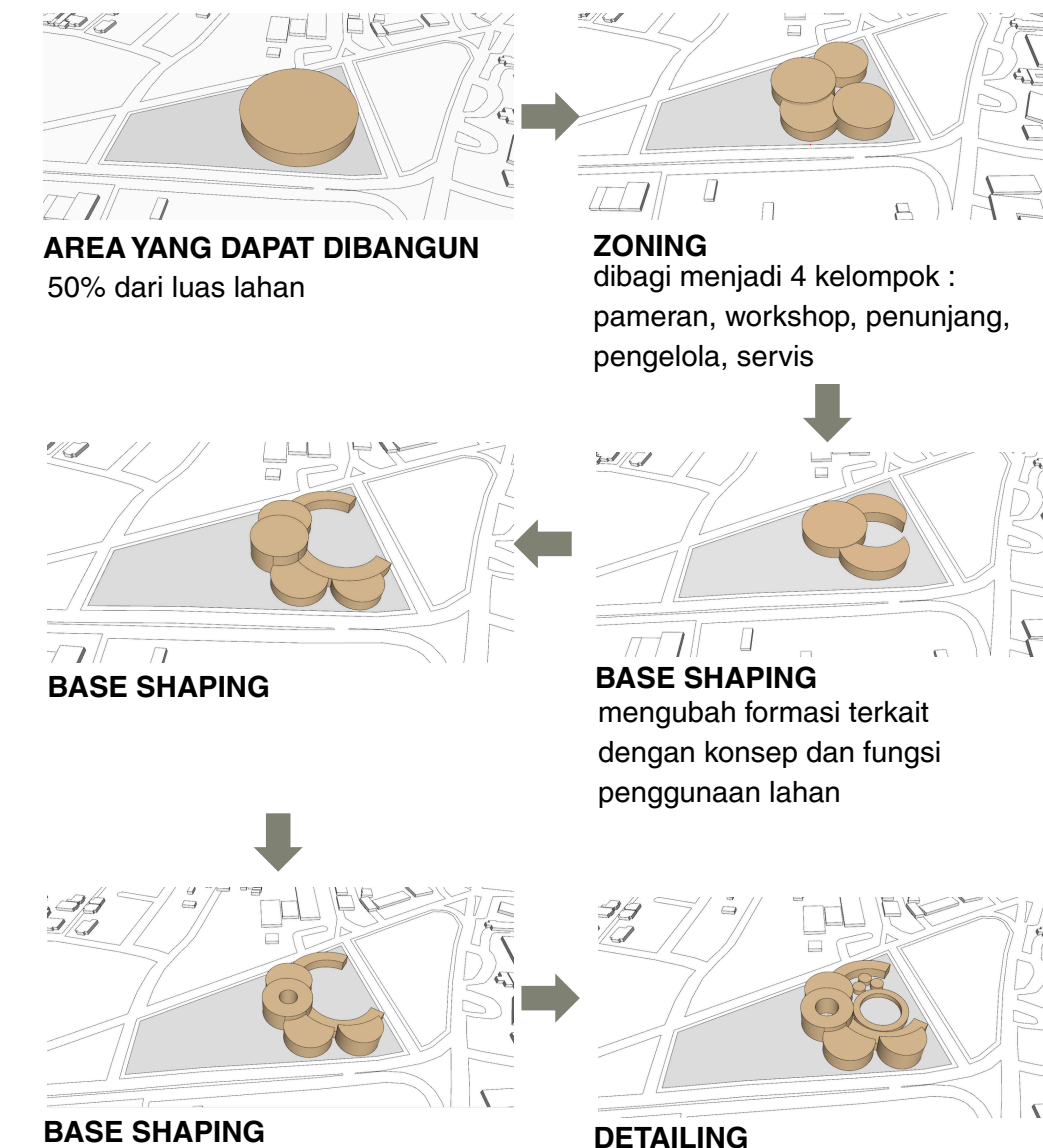 AREA YANG DAPAT DIBANGUN
50% dari luas lahan
ZONING
dibagi menjadi 4 kelompok :
pameran, workshop, penunjang,
pengelola, servis
BASE SHAPING
mengubah formasi terkait
dengan konsep dan fungsi
penggunaan lahan
BASE SHAPING
BASE SHAPING
DETAILING